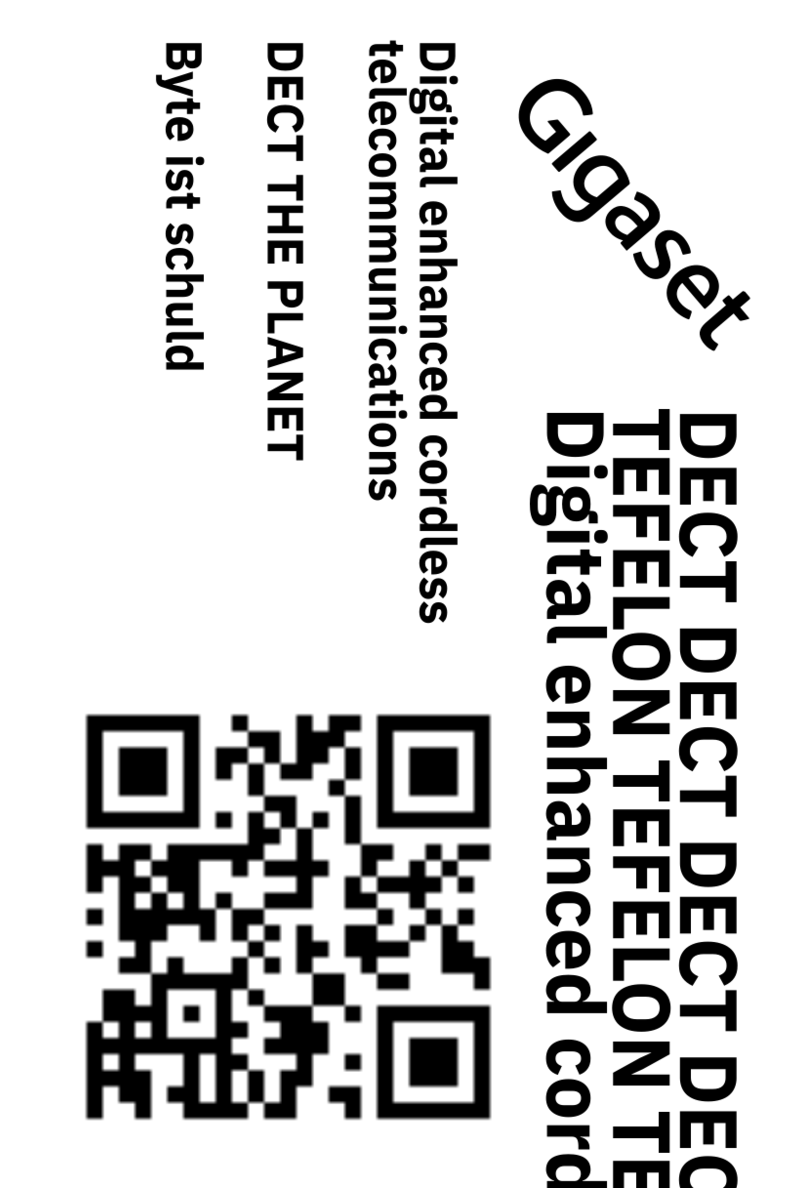 Gigaset
DECT DECT DECT DEC
TEFELON TEFELON TE
Digital enhanced cord
Digital enhanced cordless
telecommunications
DECT THE PLANET
Byte ist schuld